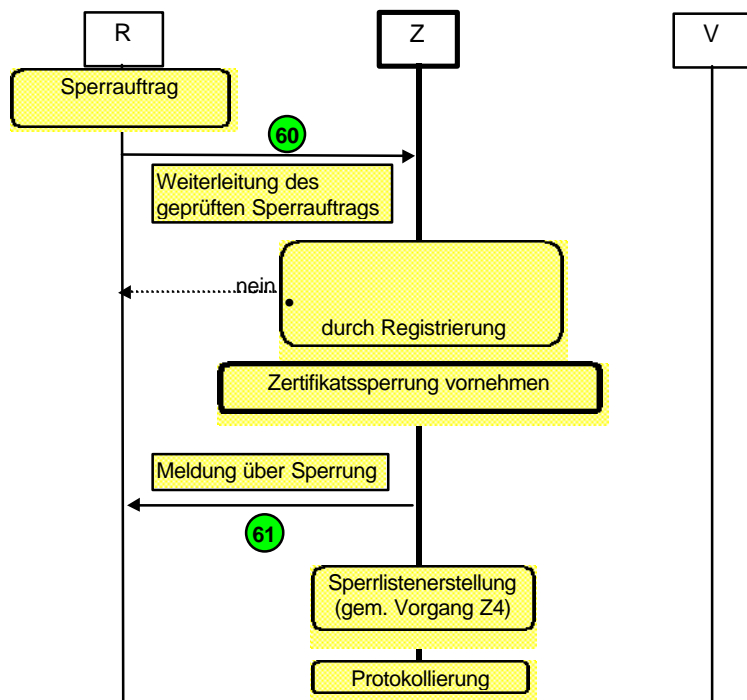 R
Z
V
Sperrauftrag
60
Weiterleitung des
geprüften Sperrauftrags
nein
•
durch Registrierung
Zertifikatssperrung vornehmen
Meldung über Sperrung
61
Sperrlistenerstellung
(gem. Vorgang Z4)
Protokollierung